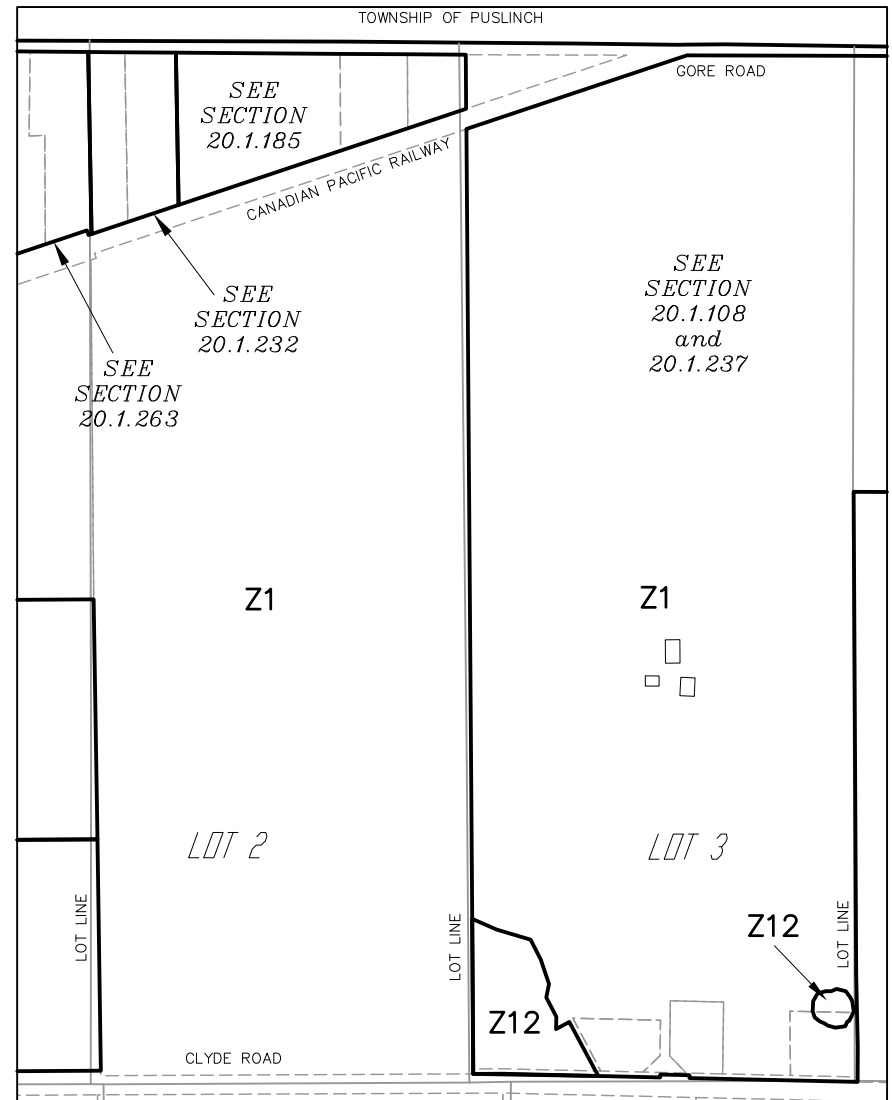 TOWNSHIP OF PUSLINCH
GORE ROAD
SEE
SECTION
20.1.185
CANADIAN PACIFIC RAILWAY
SEE
SECTION
20.1.108
and
20.1.237
SEE
SECTION
20.1.232
SEE
SECTION
20.1.263
Z1
Z1
LOT 2
LOT 3
LOT LINE
LOT LINE
LOT LINE
Z12
Z12
CLYDE ROAD